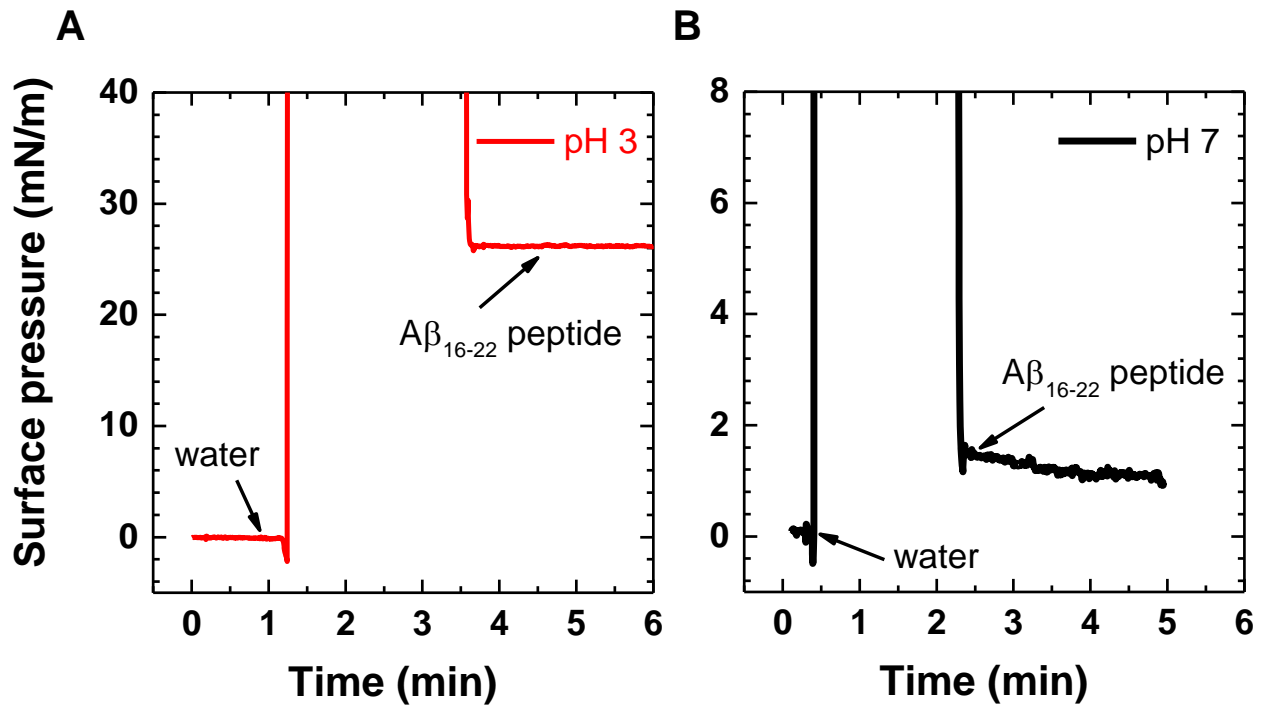 A
B
Surface pressure (mN/m)
40
30
20
10
0
pH 3
Aβ16-22 peptide
water
0 1 2 3 4 5 6
Time (min)
8
6
4
2
0
pH 7
Aβ16-22 peptide
water
0 1 2 3 4 5 6
Time (min)